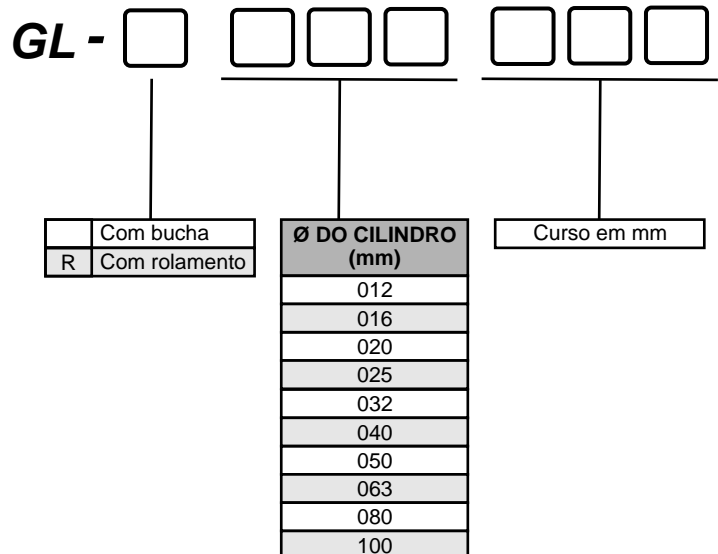 GL -
Com bucha
R Com rolamento
Ø DO CILINDRO
(mm)
012
016
020
025
032
040
050
063
080
100
Curso em mm